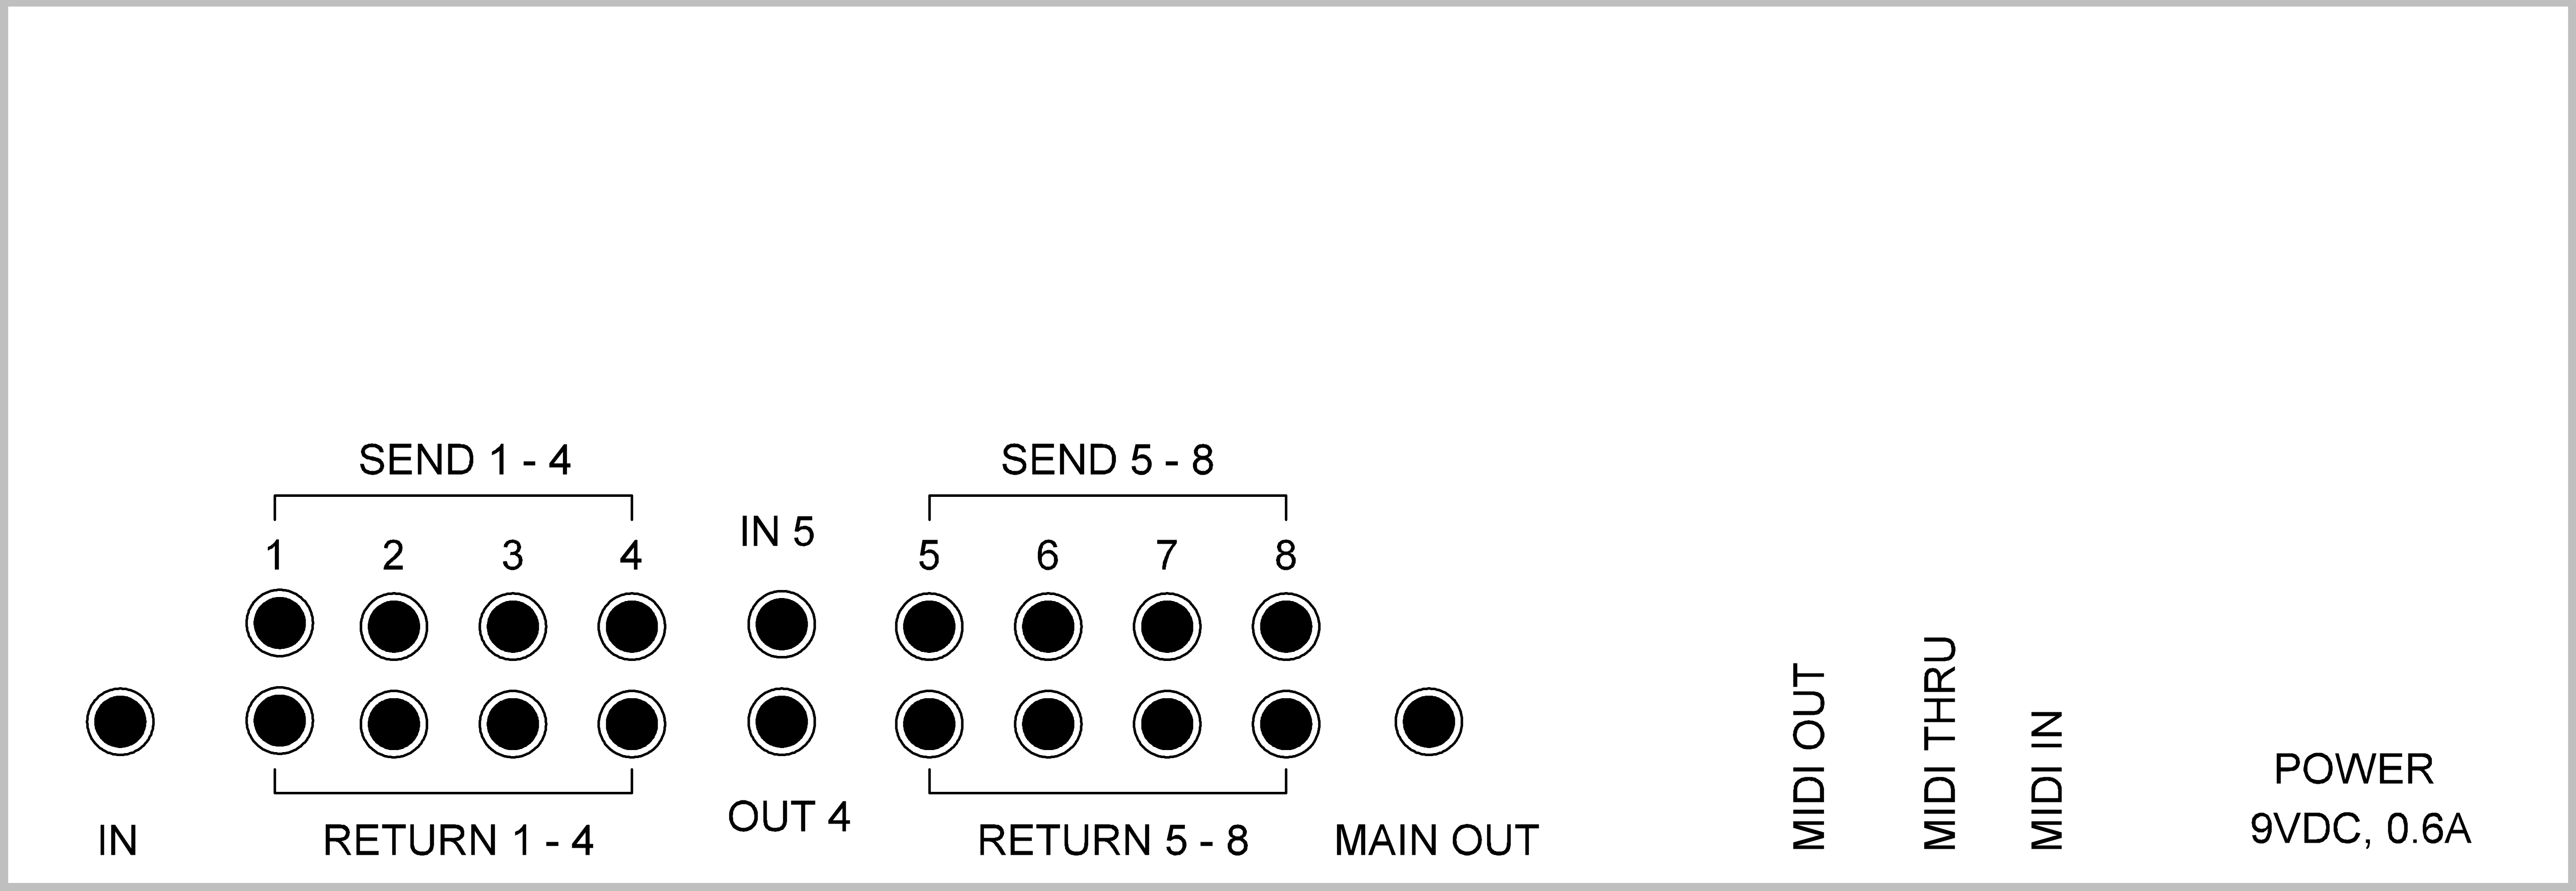 SEND 1 - 4
SEND 5 - 8
IN 5
1 2 3 4
5 6 7 8
IN
RETURN 1 - 4
OUT 4
RETURN 5 - 8
MAIN OUT
MIDI OUT
MIDI THRU
MIDI IN
POWER
9VDC, 0.6A